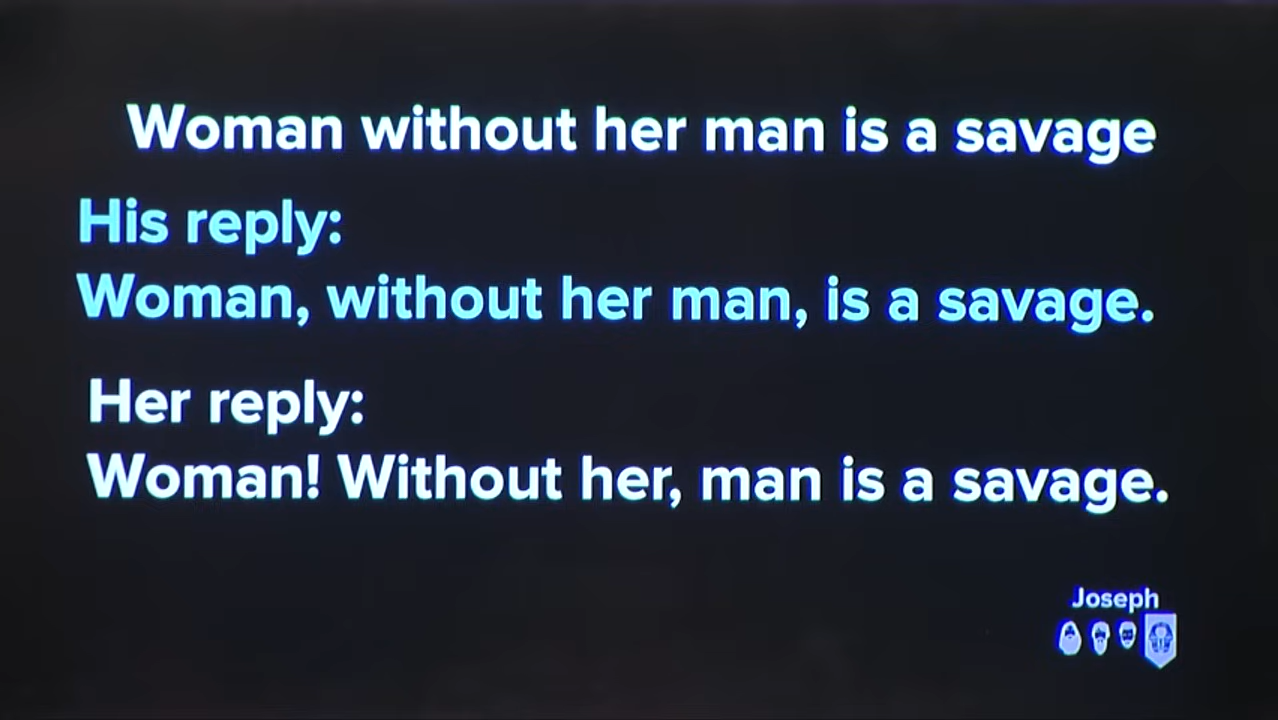 Woman without her man is a savage
His reply:
Woman, without her man, is a savage.
Her reply:
Woman! Without her, man is a savage.
Joseph